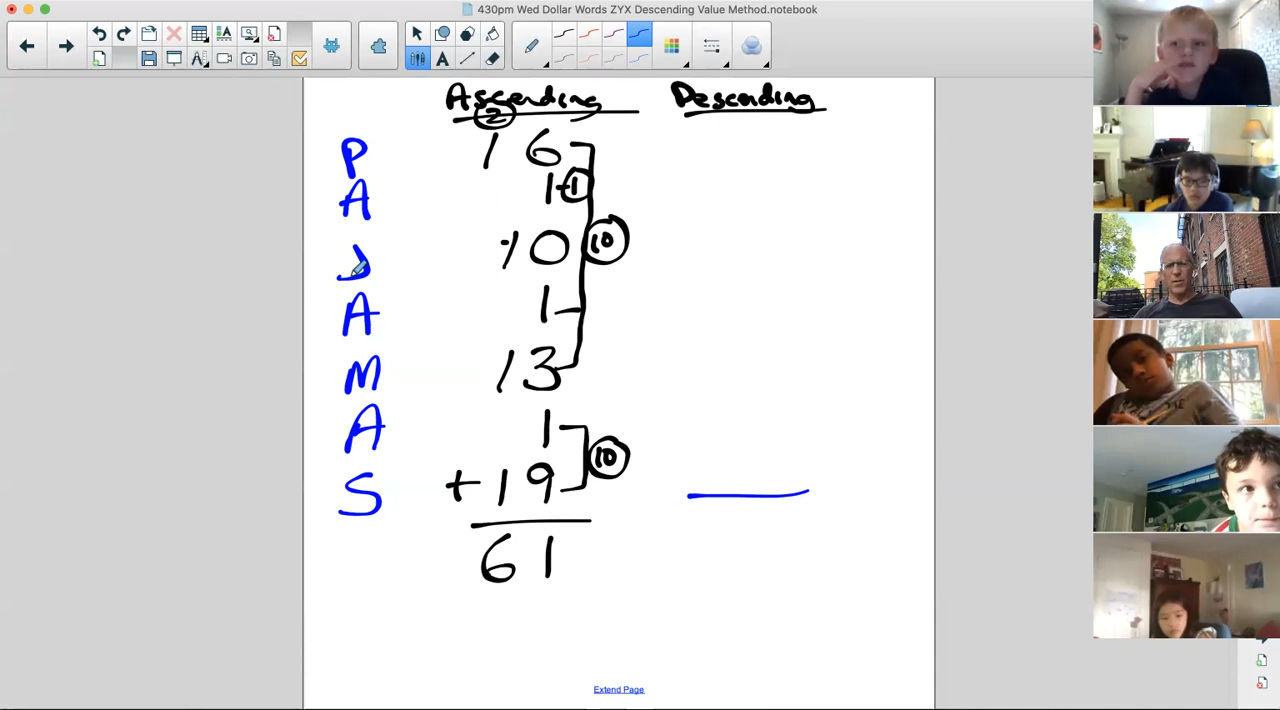 430pm Wed Dollar Words ZYX Descending Value Method.notebook
Ascending Descending
2
P 16
A 1 1
J 10 10
A 1
M 13
A 1
S +19 10
61
Extend Page